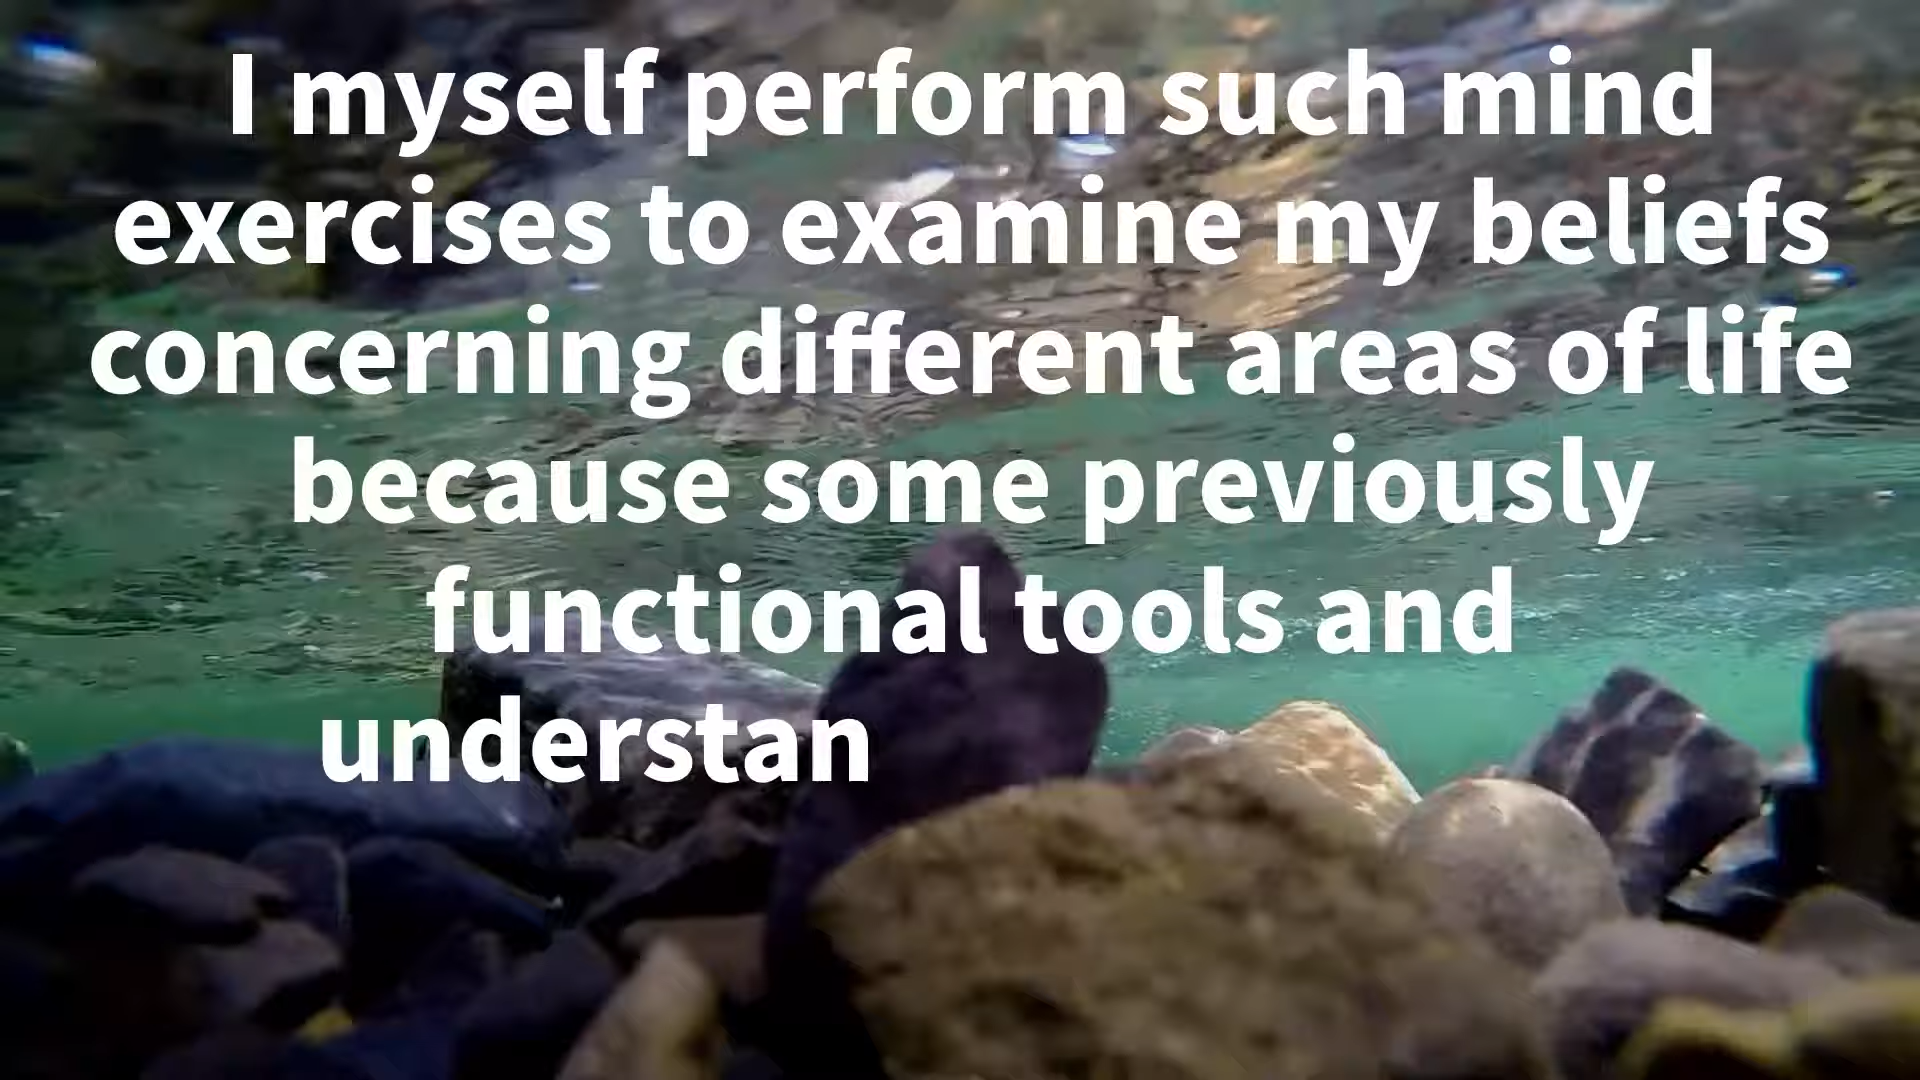 I myself perform such mind
exercises to examine my beliefs
concerning different areas of life
because some previously
functional tools and
understan